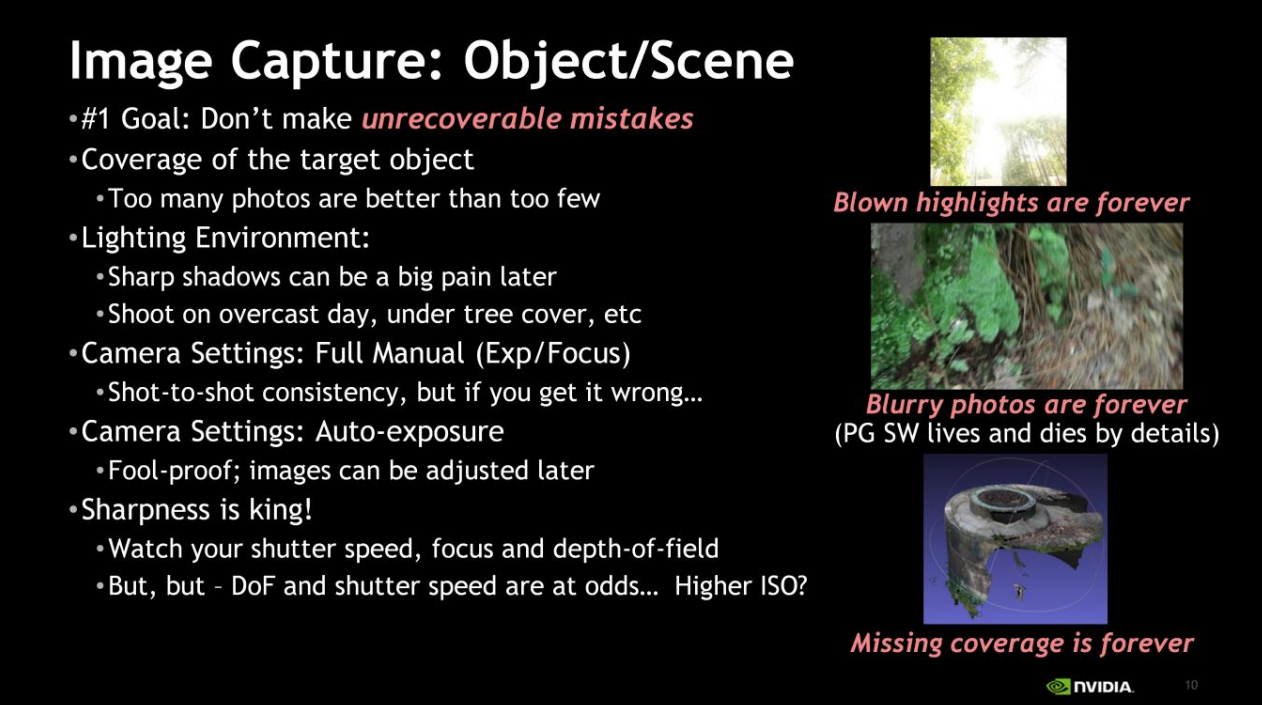 Image Capture: Object/Scene
•#1 Goal: Don’t make unrecoverable mistakes
•Coverage of the target object
•Too many photos are better than too few
•Lighting Environment:
•Sharp shadows can be a big pain later
•Shoot on overcast day, under tree cover, etc
•Camera Settings: Full Manual (Exp/Focus)
•Shot-to-shot consistency, but if you get it wrong…
•Camera Settings: Auto-exposure
•Fool-proof; images can be adjusted later
•Sharpness is king!
•Watch your shutter speed, focus and depth-of-field
•But, but – DoF and shutter speed are at odds… Higher ISO?
Blown highlights are forever
Blurry photos are forever
(PG SW lives and dies by details)
Missing coverage is forever
NVIDIA.
10